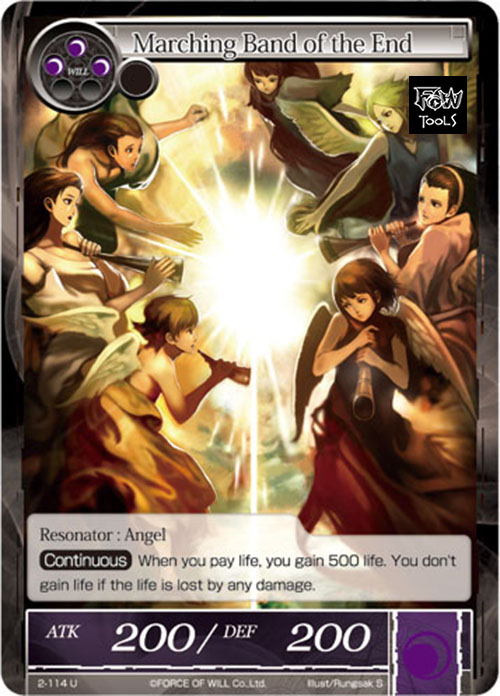 Marching Band of the End
WILL
FOW
TOOLS
Resonator : Angel
Continuous When you pay life, you gain 500 life. You don't
gain life if the life is lost by any damage.
ATK 200/ DEF 200
2-114 U ©FORCE OF WILL Co.,Ltd. Illust/Rungsak S